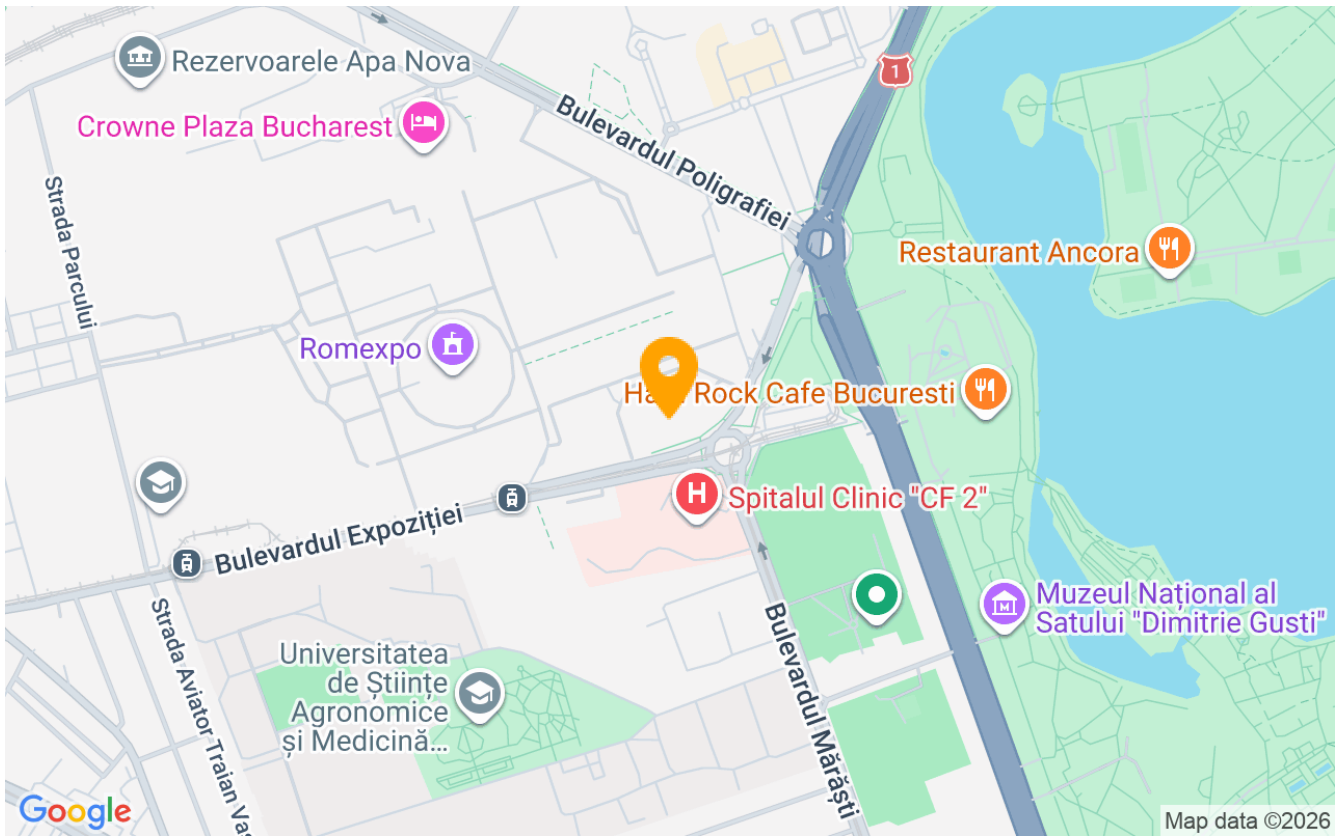 Rezervoarele Apa Nova
Crowne Plaza Bucharest
Bulevardul Poligrafiei
1
Strada Parcului
Restaurant Ancora
Romexpo
Rock Cafe Bucuresti
H
Spitalul Clinic "CF 2"
Bulevardul Expoziției
Muzeul Național al
Satului "Dimitrie Gusti"
M
Strada Aviator Traian Vas
Universitatea
de Științe
Agronomice
și Medicină...
Bulevardul Mărăști
Google
Map data ©2026